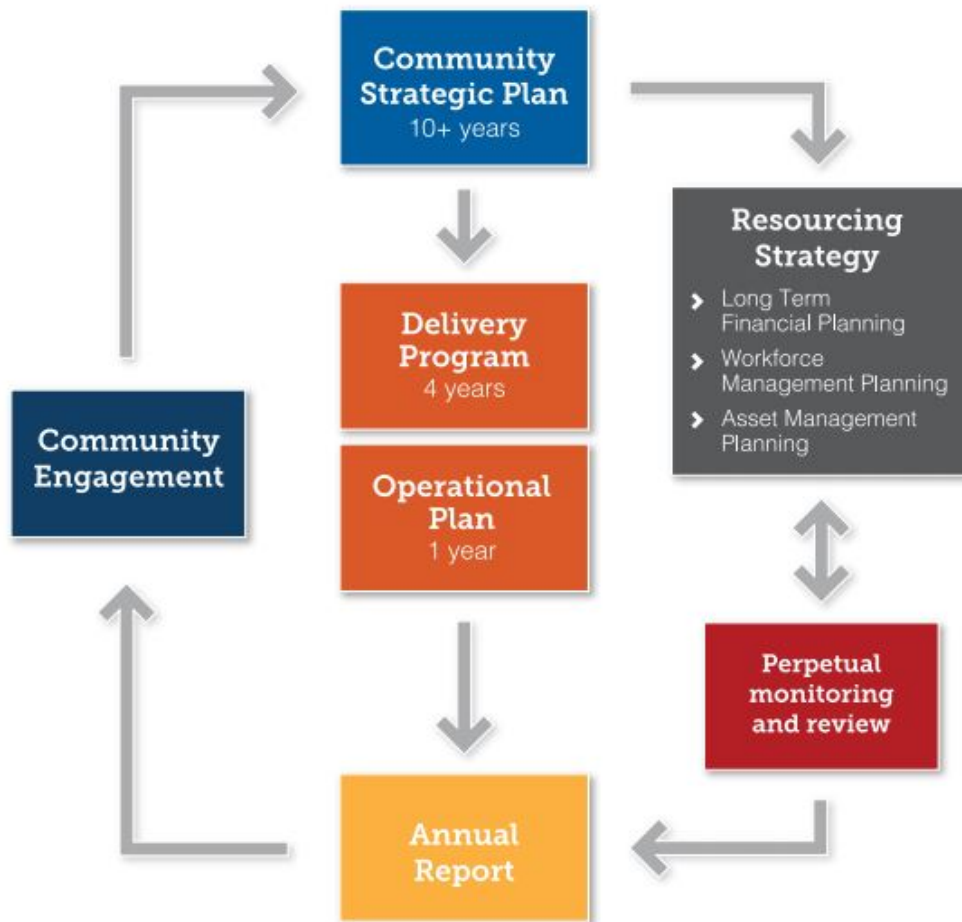 Community
Strategic Plan
10+ years
Resourcing
Strategy
Long Term
Financial Planning
Workforce
Management Planning
Asset Management
Planning
Delivery
Program
4 years
Community
Engagement
Operational
Plan
1 year
Perpetual
monitoring
and review
Annual
Report